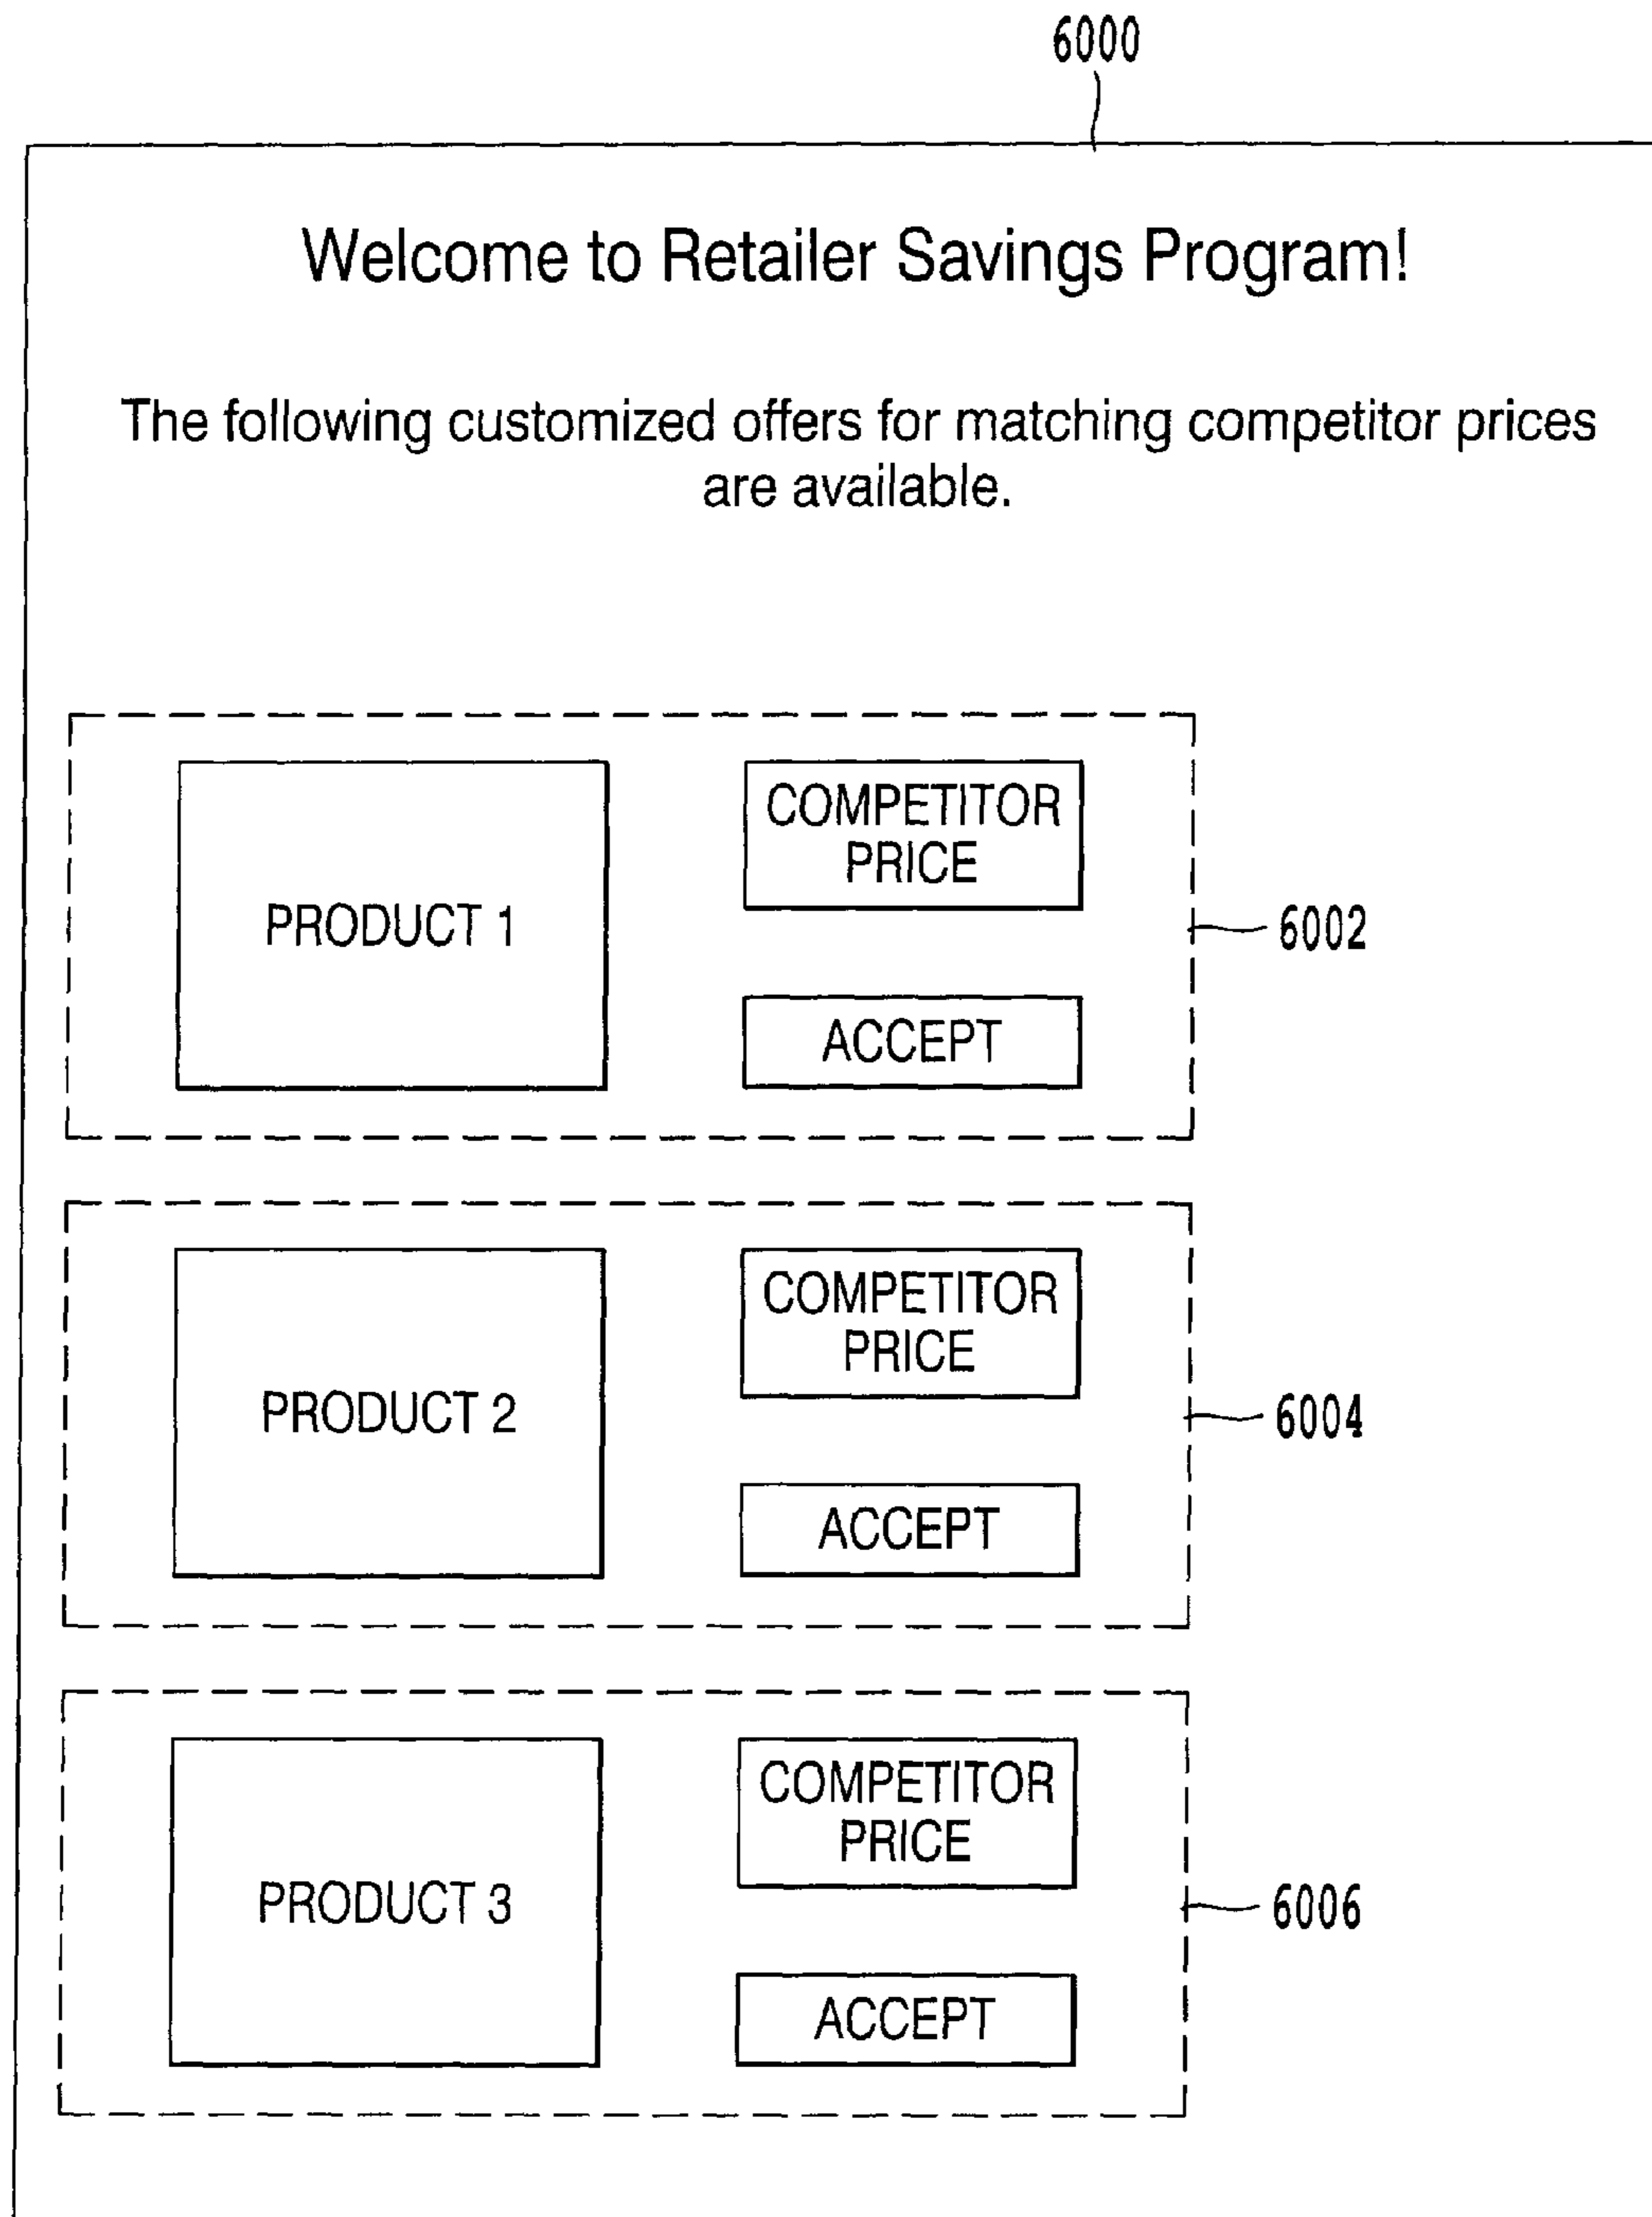 6000
Welcome to Retailer Savings Program!
The following customized offers for matching competitor prices
are available.
PRODUCT 1
COMPETITOR
PRICE
ACCEPT
6002
PRODUCT 2
COMPETITOR
PRICE
ACCEPT
6004
PRODUCT 3
COMPETITOR
PRICE
ACCEPT
6006